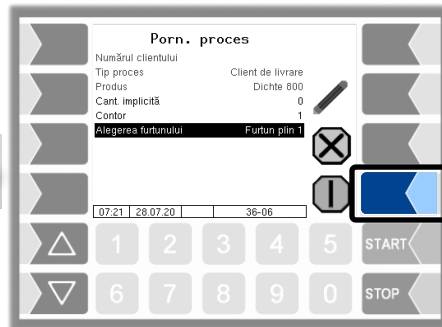 Porn. proces
Numărul clientului
Tip proces Client de livrare
Produs Dichte 800
Cant. implicită 0
Contor 1
Alegerea furtunului Furtun plin 1
07:21 28.07.20 36-06
1 2 3 4 5 START
6 7 8 9 0 STOP